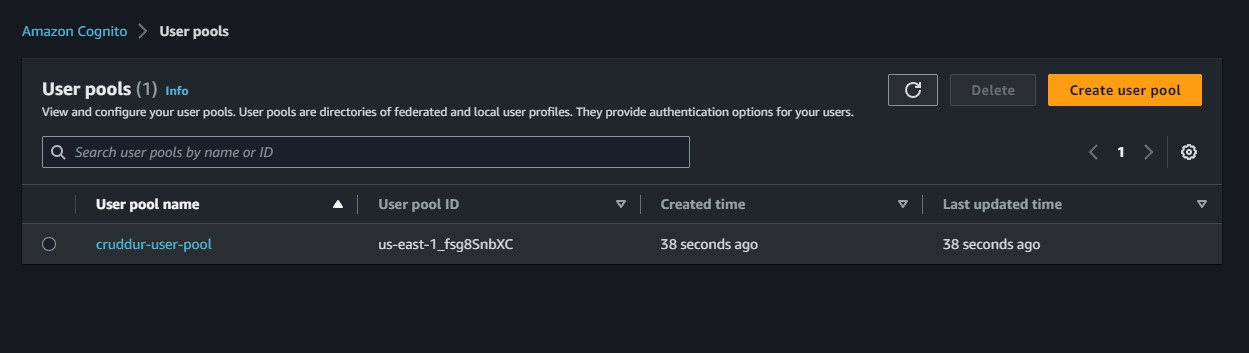 Amazon Cognito > User pools
User pools (1) Info
Delete
Create user pool
View and configure your user pools. User pools are directories of federated and local user profiles. They provide authentication options for your users.
Search user pools by name or ID
1
User pool name User pool ID Created time Last updated time
cruddur-user-pool us-east-1_fsg8SnbXC 38 seconds ago 38 seconds ago